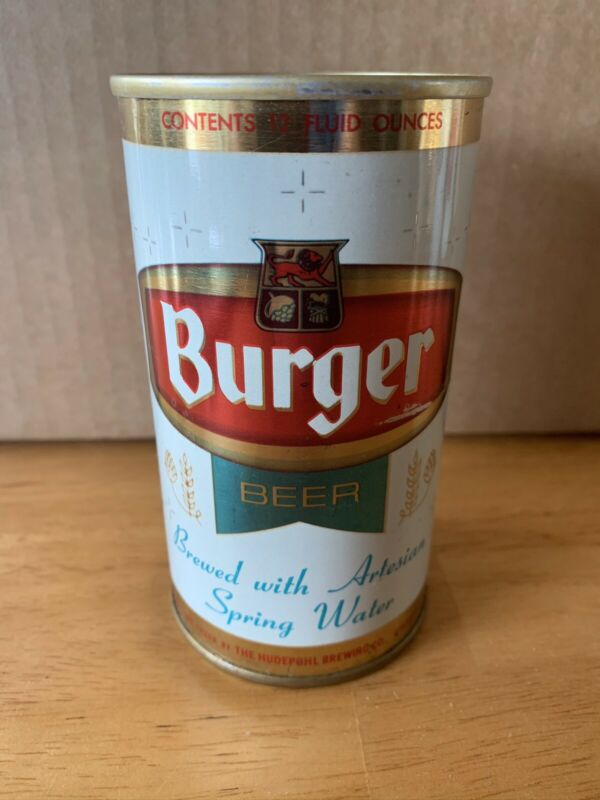 CONTENTS 12 FLUID OUNCES
Burger
BEER
Brewed with Artesian
Spring Water
BY THE HUDEPOHL BREWING CO.